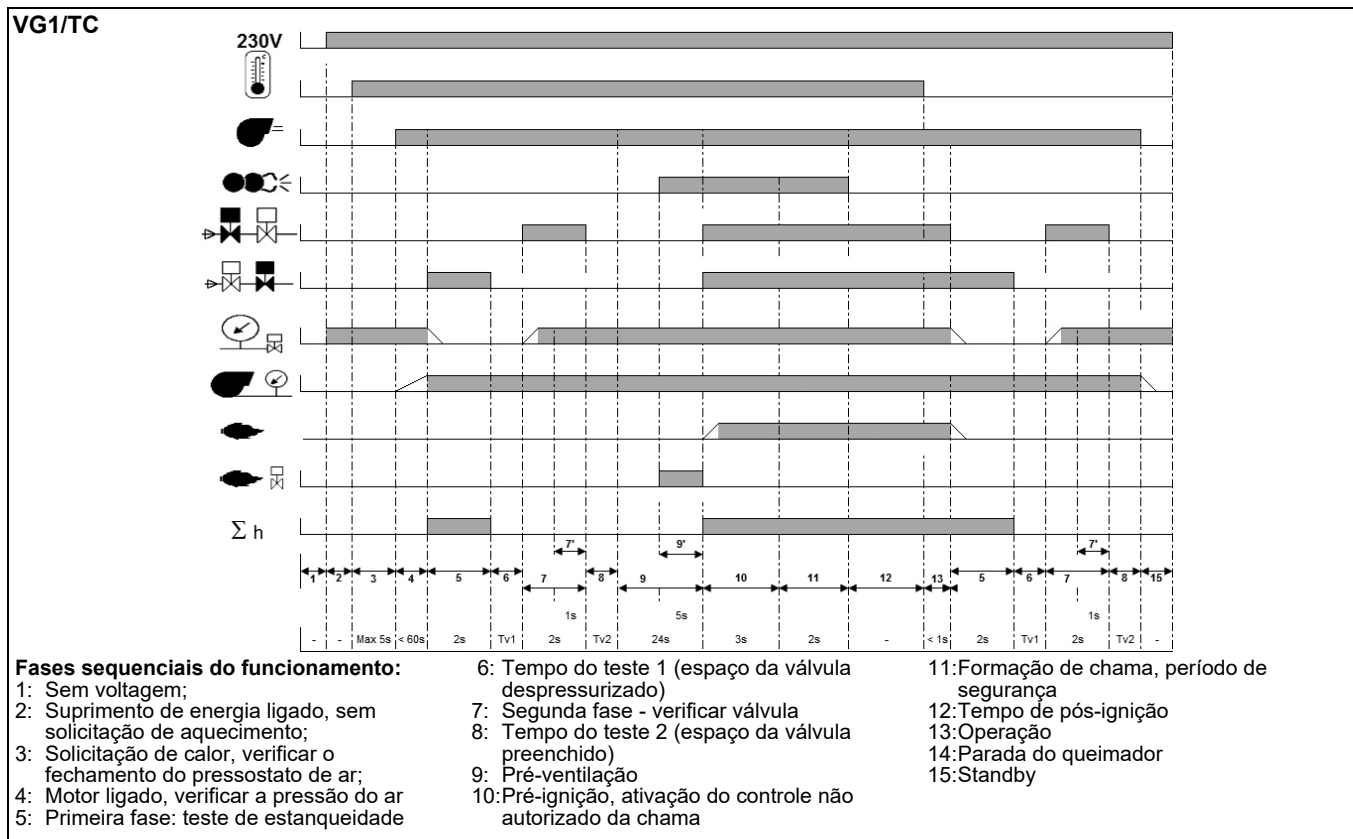 VG1/TC
230V
°C
Σ h
7' 9' 7'
1 2 3 4 5 6 7 8 9 10 11 12 13 5 6 7 8 15
1s 5s 1s
- - Max 5s < 60s 2s Tv1 2s Tv2 24s 3s 2s - < 1s 2s Tv1 2s Tv2 -
Fases sequenciais do funcionamento:
1: Sem voltagem;
2: Suprimento de energia ligado, sem
solicitação de aquecimento;
3: Solicitação de calor, verificar o
fechamento do pressostato de ar;
4: Motor ligado, verificar a pressão do ar
5: Primeira fase: teste de estanqueidade
6: Tempo do teste 1 (espaço da válvula
despressurizado)
7: Segunda fase - verificar válvula
8: Tempo do teste 2 (espaço da válvula
preenchido)
9: Pré-ventilação
10:Pré-ignição, ativação do controle não
autorizado da chama
11:Formação de chama, período de
segurança
12:Tempo de pós-ignição
13:Operação
14:Parada do queimador
15:Standby